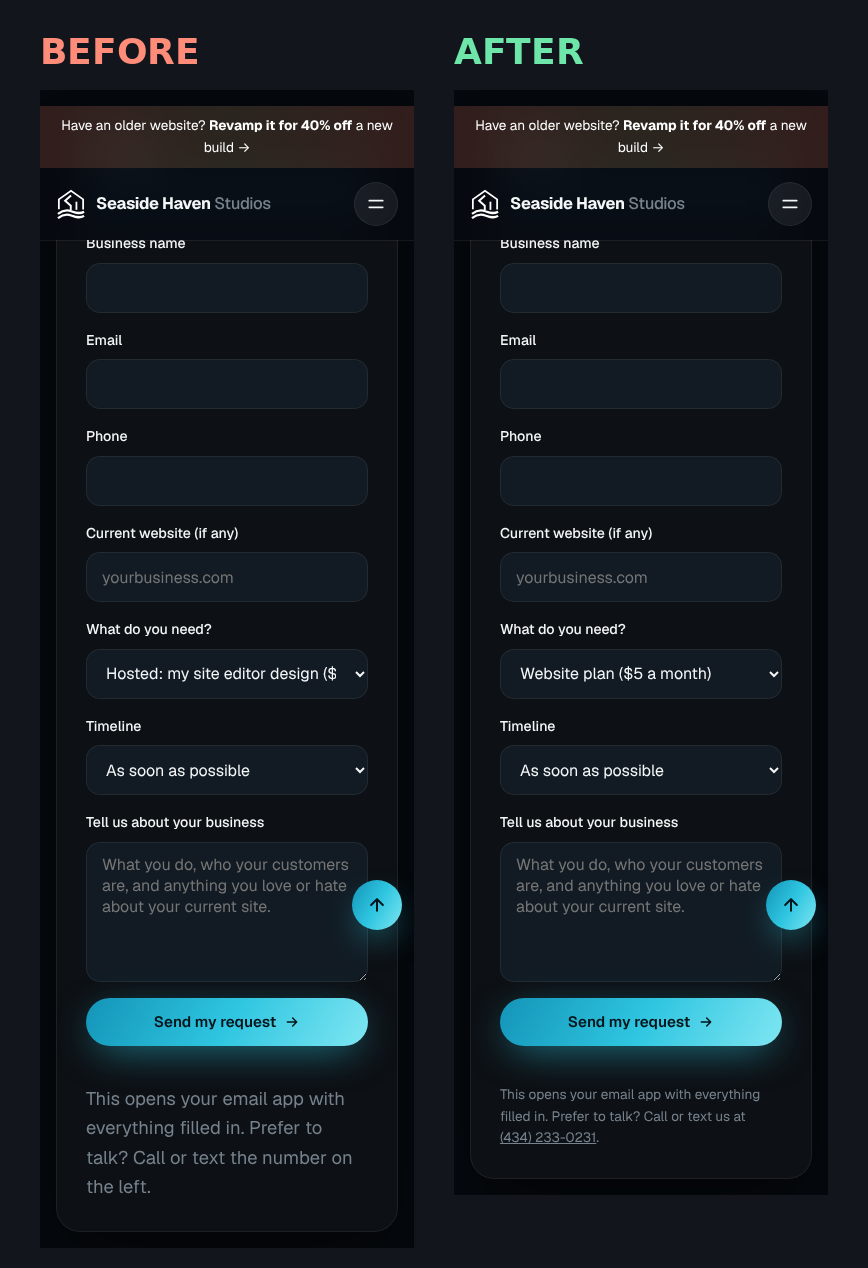 BEFORE
Have an older website? Revamp it for 40% off a new
build →
Seaside Haven Studios
Business name
Email
Phone
Current website (if any)
yourbusiness.com
What do you need?
Hosted: my site editor design ($
Timeline
As soon as possible
Tell us about your business
What you do, who your customers
are, and anything you love or hate
about your current site.
Send my request →
This opens your email app with
everything filled in. Prefer to
talk? Call or text the number on
the left.
AFTER
Have an older website? Revamp it for 40% off a new
build →
Seaside Haven Studios
Business name
Email
Phone
Current website (if any)
yourbusiness.com
What do you need?
Website plan ($5 a month)
Timeline
As soon as possible
Tell us about your business
What you do, who your customers
are, and anything you love or hate
about your current site.
Send my request →
This opens your email app with everything
filled in. Prefer to talk? Call or text us at
(434) 233-0231.